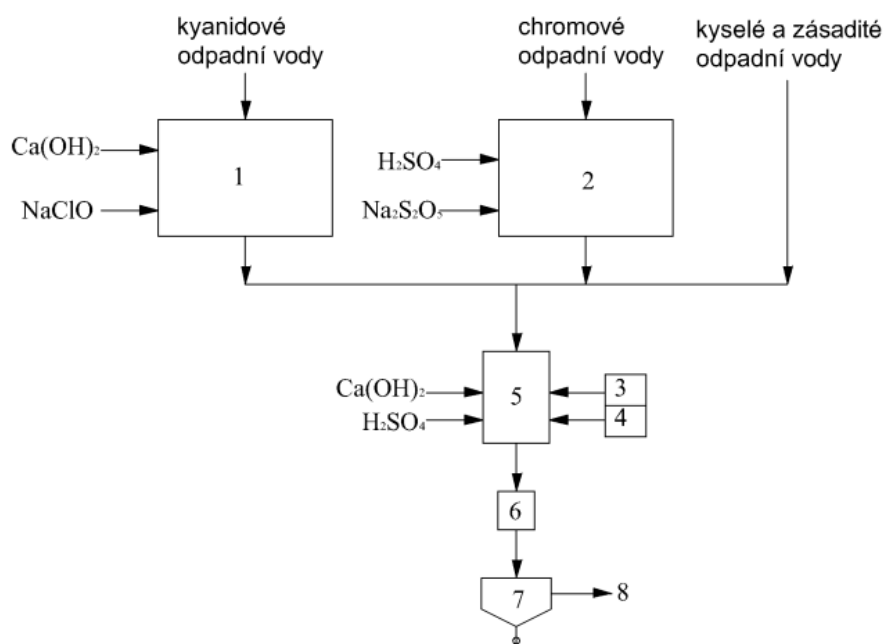 kyanidové
odpadní vody
chromové
odpadní vody
kyselé a zásadité
odpadní vody
Ca(OH)₂
NaClO
1
H₂SO₄
Na₂S₂O₅
2
Ca(OH)₂
H₂SO₄
5
3
4
6
7
8